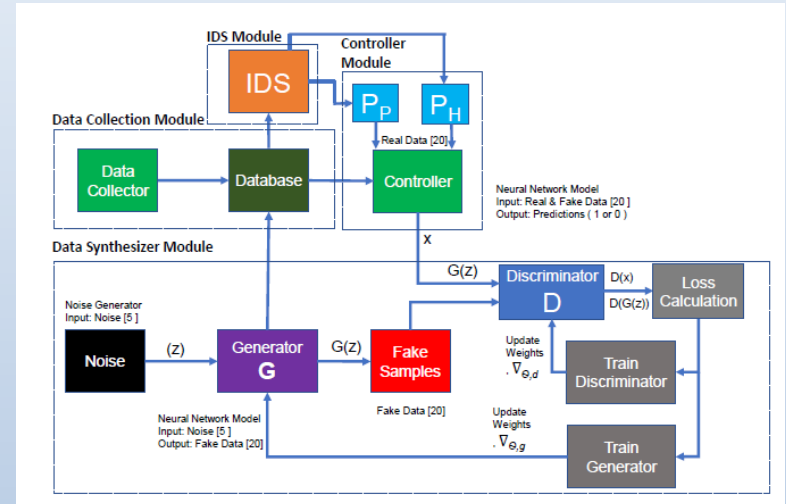 IDS Module
Controller
Module
IDS
P_P
P_H
Data Collection Module
Real Data [20]
Data
Collector
Database
Controller
Neural Network Model
Input: Real & Fake Data [20 ]
Output: Predictions ( 1 or 0 )
X
Data Synthesizer Module
G(z)
Discriminator
D
D(x)
D(G(z))
Loss
Calculation
Noise Generator
Input: Noise [5 ]
Noise
(z)
Generator
G
G(z)
Fake
Samples
Fake Data [20]
Update
Weights
. ∇Θ,d
Train
Discriminator
Neural Network Model
Input: Noise [5 ]
Output: Fake Data [20]
Update
Weights
. ∇Θ,g
Train
Generator